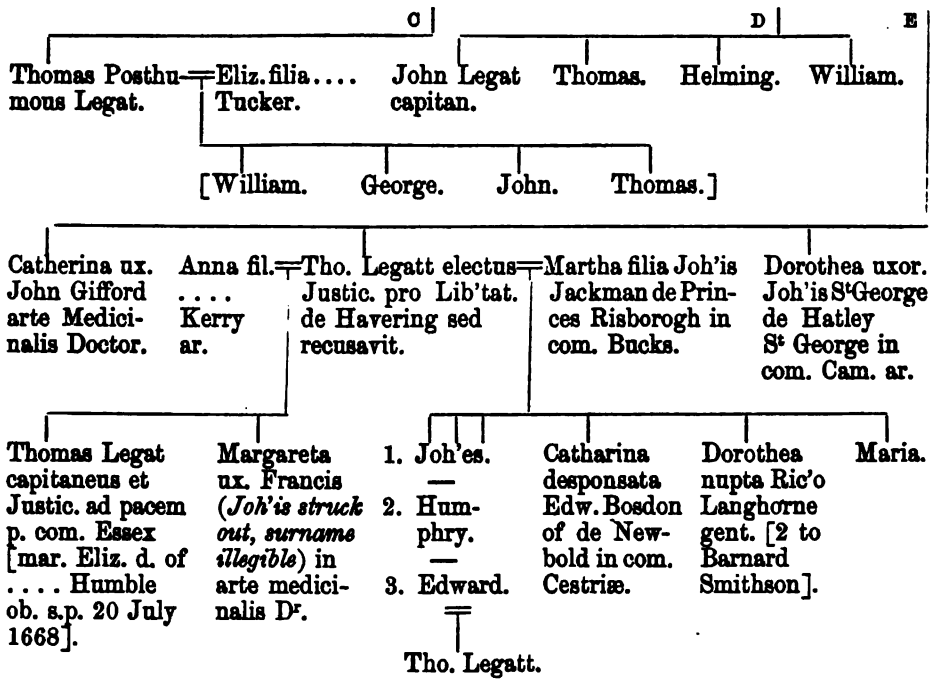 C D E
Thomas Posthu-=Eliz. filia ....
mous Legat. Tucker.
John Legat
capitan.
Thomas. Helming. William.
[William. George. John. Thomas.]
Catherina ux.
John Gifford
arte Medici-
nalis Doctor.
Anna fil.=
. . . .
Kerry
ar.
Tho. Legatt electus=
Justic. pro Lib'tat.
de Havering sed
recusavit.
Martha filia Joh'is
Jackman de Prin-
ces Risborogh in
com. Bucks.
Dorothea uxor.
Joh'is Sᵗ George
de Hatley
Sᵗ George in
com. Cam. ar.
Thomas Legat
capitaneus et
Justic. ad pacem
p. com. Essex
[mar. Eliz. d. of
.... Humble
ob. s.p. 20 July
1668].
Margareta
ux. Francis
(Joh'is struck
out, surname
illegible) in
arte medici-
nalis Dʳ.
1. Joh'es.
—
2. Hum-
phry.
—
3. Edward.
=
Tho. Legatt.
Catharina
desponsata
Edw. Bosdon
of de New-
bold in com.
Cestriæ.
Dorothea
nupta Ric'o
Langhorne
gent. [2 to
Barnard
Smithson].
Maria.